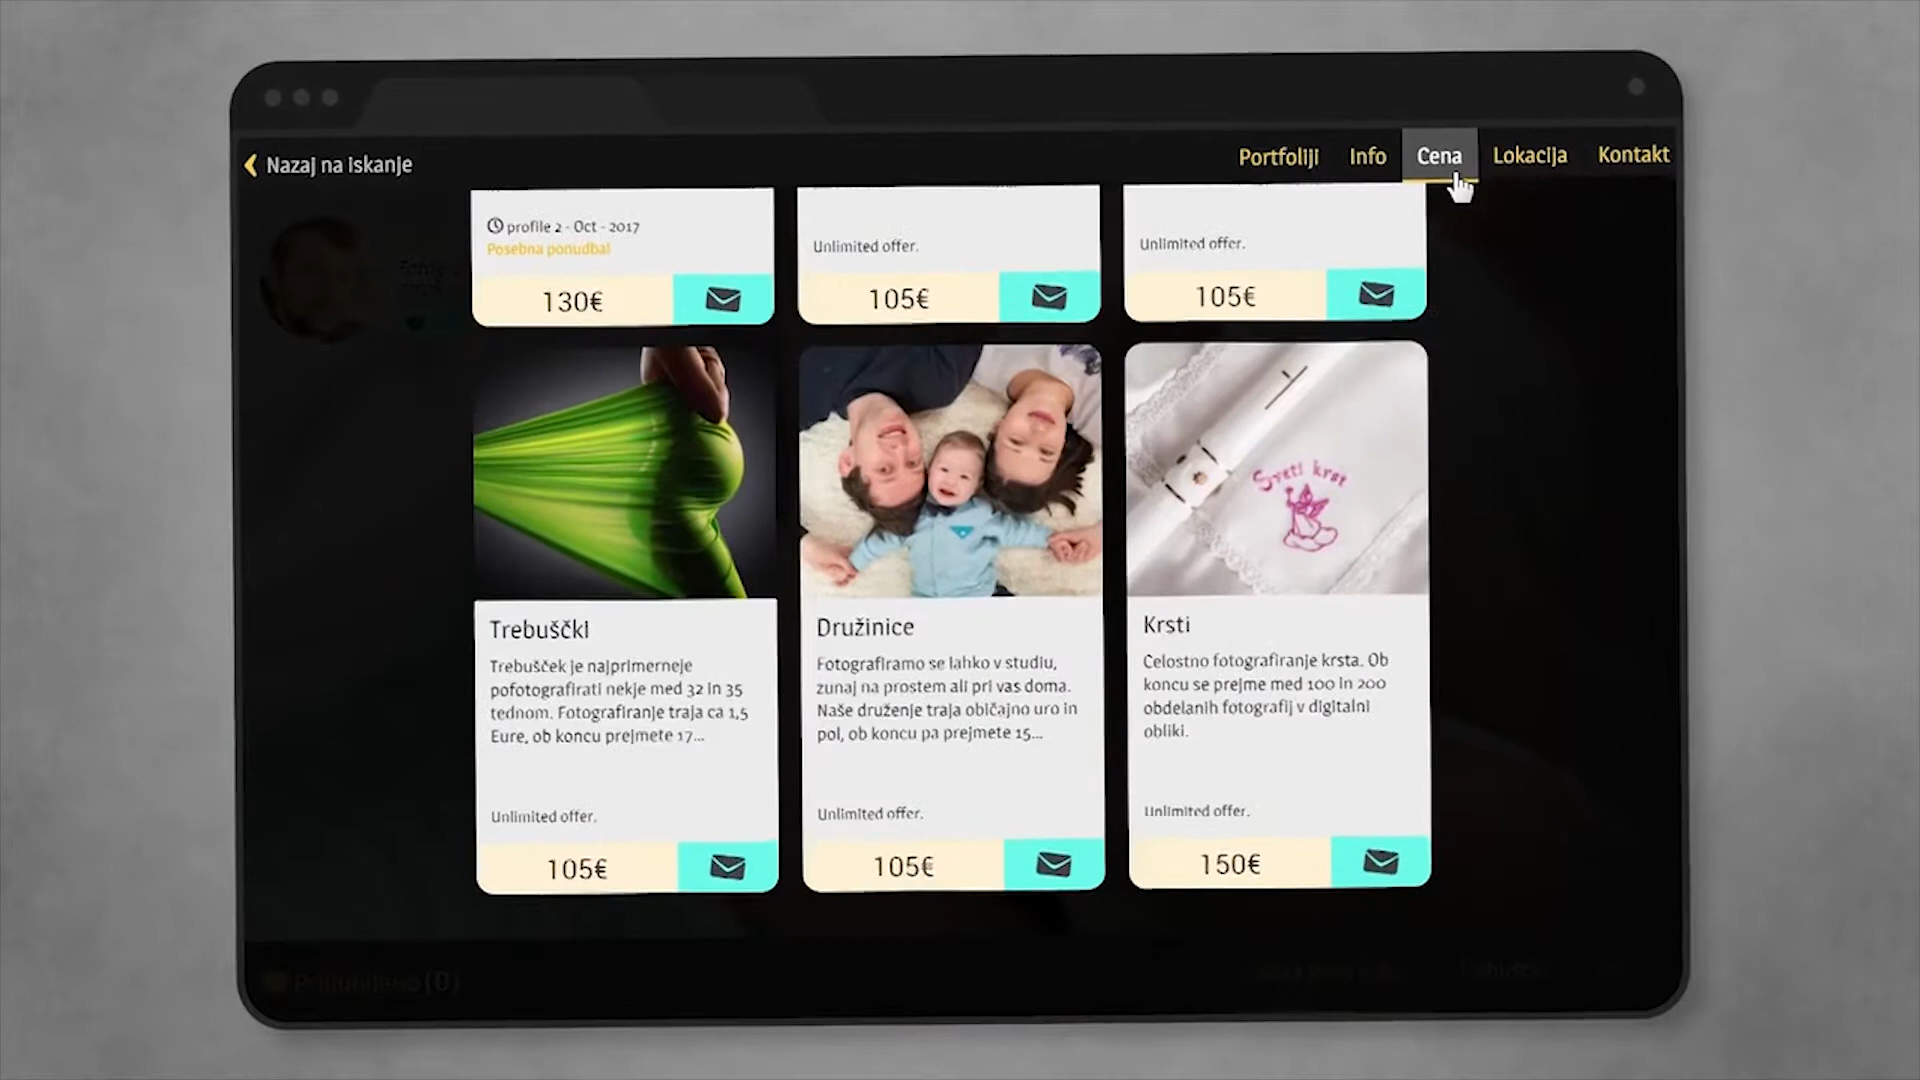 Nazaj na iskanje
Portfoliji
Info
Cena
Lokacija
Kontakt
profile 2 - Oct - 2017
Posebna ponudba!
130€
Unlimited offer.
105€
Unlimited offer.
105€
Trebuščki
Trebušček je najprimerneje
pofotografirati nekje med 32 in 35
tednom. Fotografiranje traja ca 1,5
Eure, ob koncu prejmete 17...
Unlimited offer.
105€
Družinice
Fotografiramo se lahko v studiu,
zunaj na prostem ali pri vas doma.
Naše druženje traja običajno uro in
pol, ob koncu pa prejmete 15...
Unlimited offer.
105€
Sveti krst
Krsti
Celostno fotografiranje krsta. Ob
koncu se prejme med 100 in 200
obdelanih fotografij v digitalni
obliki.
Unlimited offer.
150€
(0)